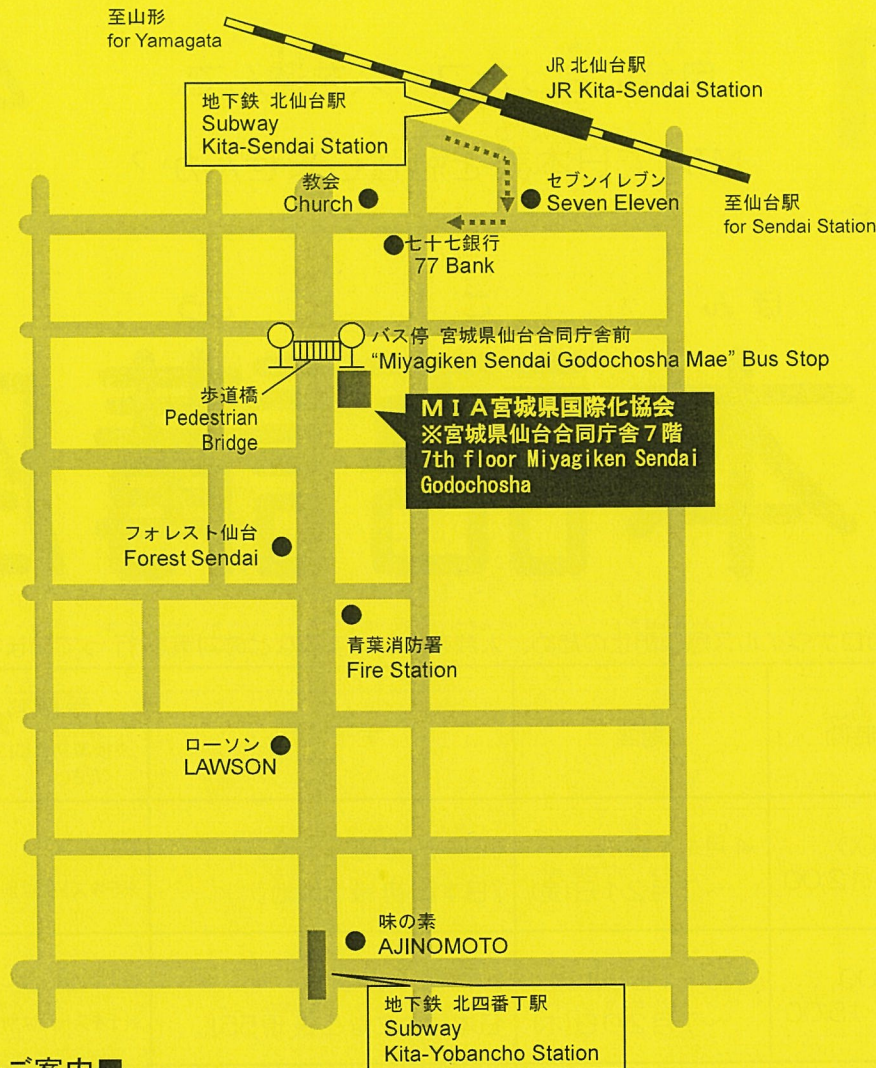 至山形
for Yamagata
JR 北仙台駅
JR Kita-Sendai Station
地下鉄 北仙台駅
Subway
Kita-Sendai Station
教会
Church
セブンイレブン
Seven Eleven
至仙台駅
for Sendai Station
七十七銀行
77 Bank
バス停 宮城県仙台合同庁舎前
“Miyagiken Sendai Godochosha Mae” Bus Stop
歩道橋
Pedestrian
Bridge
ＭＩＡ宮城県国際化協会
※宮城県仙台合同庁舎７階
7th floor Miyagiken Sendai
Godochosha
フォレスト仙台
Forest Sendai
青葉消防署
Fire Station
ローソン
LAWSON
味の素
AJINOMOTO
地下鉄 北四番丁駅
Subway
Kita-Yobancho Station
ご案内■